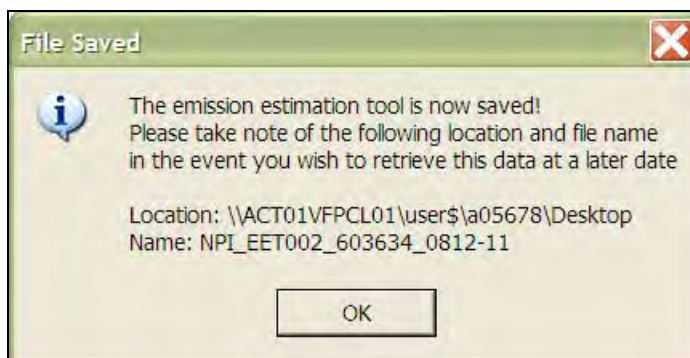 File Saved
The emission estimation tool is now saved!
Please take note of the following location and file name
in the event you wish to retrieve this data at a later date
Location: \\ACT01VFPCL01\user$\a05678\Desktop
Name: NPI_EET002_603634_0812-11
OK